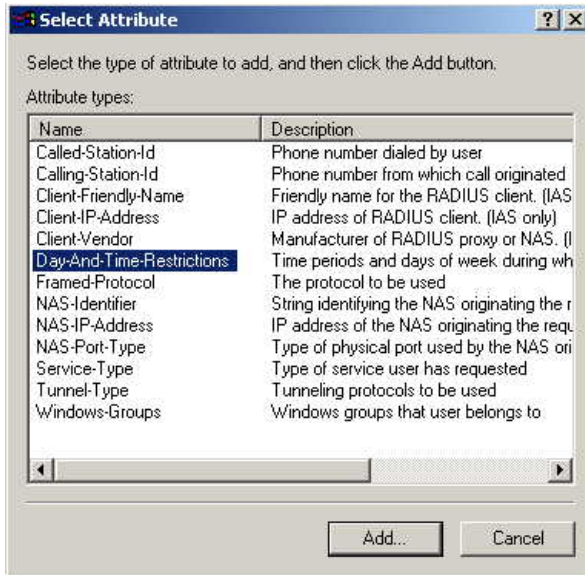 Select Attribute
Select the type of attribute to add, and then click the Add button.
Attribute types:
Name Description
Called-Station-Id Phone number dialed by user
Calling-Station-Id Phone number from which call originated
Client-Friendly-Name Friendly name for the RADIUS client. (IAS
Client-IP-Address IP address of RADIUS client. (IAS only)
Client-Vendor Manufacturer of RADIUS proxy or NAS. (I
Day-And-Time-Restrictions Time periods and days of week during wh
Framed-Protocol The protocol to be used
NAS-Identifier String identifying the NAS originating the r
NAS-IP-Address IP address of the NAS originating the requ
NAS-Port-Type Type of physical port used by the NAS ori
Service-Type Type of service user has requested
Tunnel-Type Tunneling protocols to be used
Windows-Groups Windows groups that user belongs to
Add... Cancel